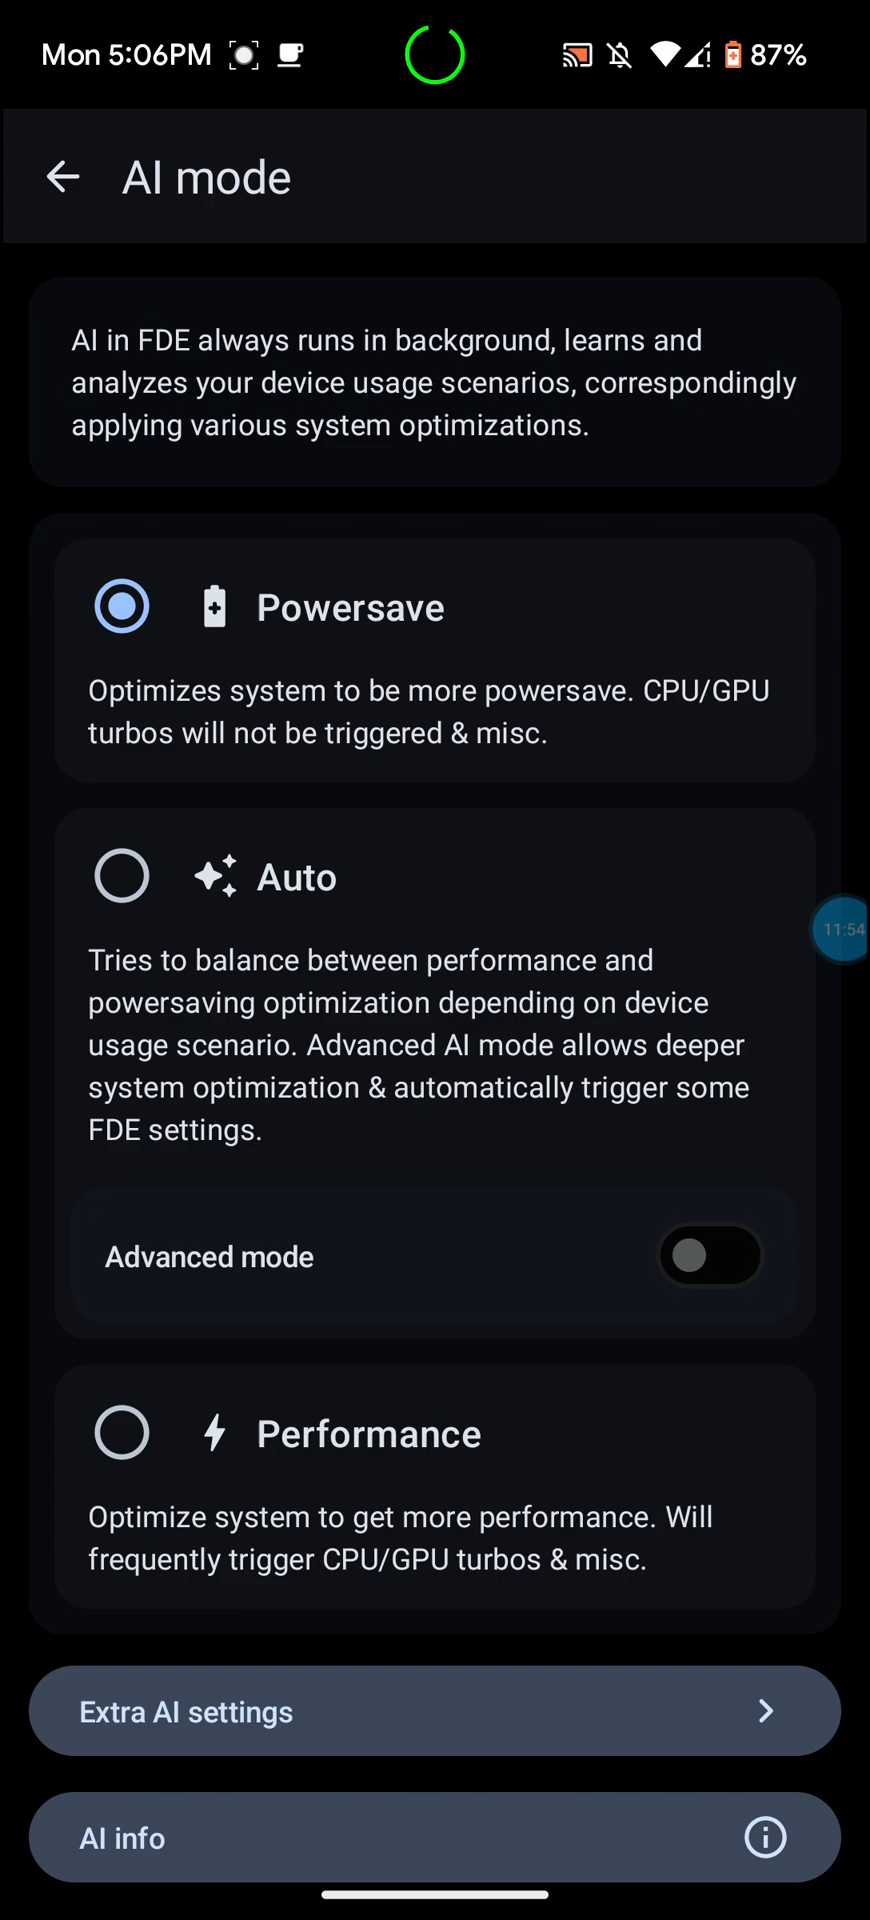 Mon 5:06PM 87%
AI mode
AI in FDE always runs in background, learns and
analyzes your device usage scenarios, correspondingly
applying various system optimizations.
Powersave
Optimizes system to be more powersave. CPU/GPU
turbos will not be triggered & misc.
Auto
11:54
Tries to balance between performance and
powersaving optimization depending on device
usage scenario. Advanced AI mode allows deeper
system optimization & automatically trigger some
FDE settings.
Advanced mode
Performance
Optimize system to get more performance. Will
frequently trigger CPU/GPU turbos & misc.
Extra AI settings
AI info